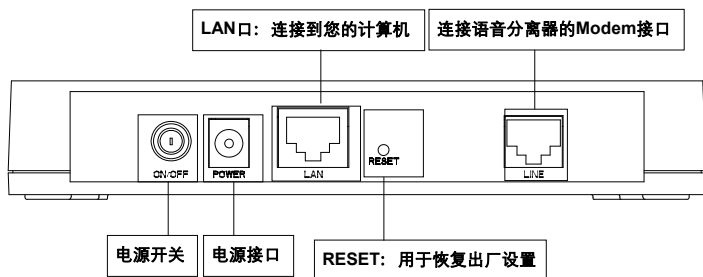 LAN口：连接到您的计算机
连接语音分离器的Modem接口
ON/OFF
POWER
LAN
RESET
LINE
电源开关
电源接口
RESET：用于恢复出厂设置